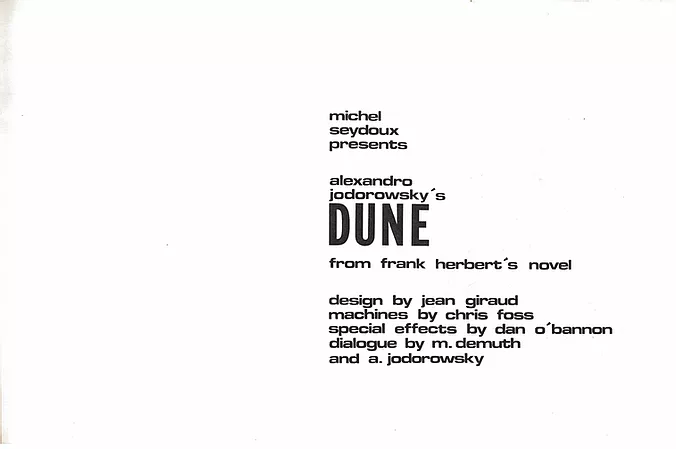 michel
seydoux
presents
alexandro
jodorowsky´s
DUNE
from frank herbert´s novel
design by jean giraud
machines by chris foss
special effects by dan o´bannon
dialogue by m. demuth
and a. jodorowsky